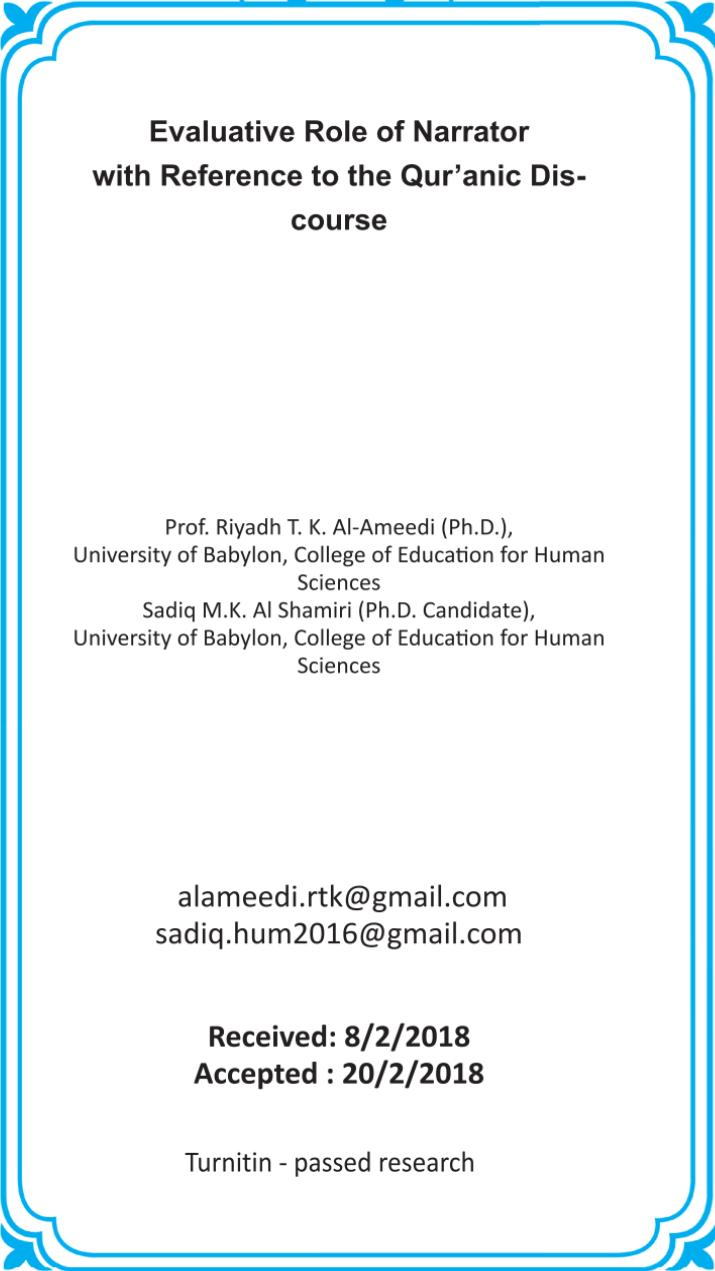 Evaluative Role of Narrator
with Reference to the Qur’anic Dis-
course
Prof. Riyadh T. K. Al-Ameedi (Ph.D.),
University of Babylon, College of Education for Human
Sciences
Sadiq M.K. Al Shamiri (Ph.D. Candidate),
University of Babylon, College of Education for Human
Sciences
alameedi.rtk@gmail.com
sadiq.hum2016@gmail.com
Received: 8/2/2018
Accepted : 20/2/2018
Turnitin - passed research